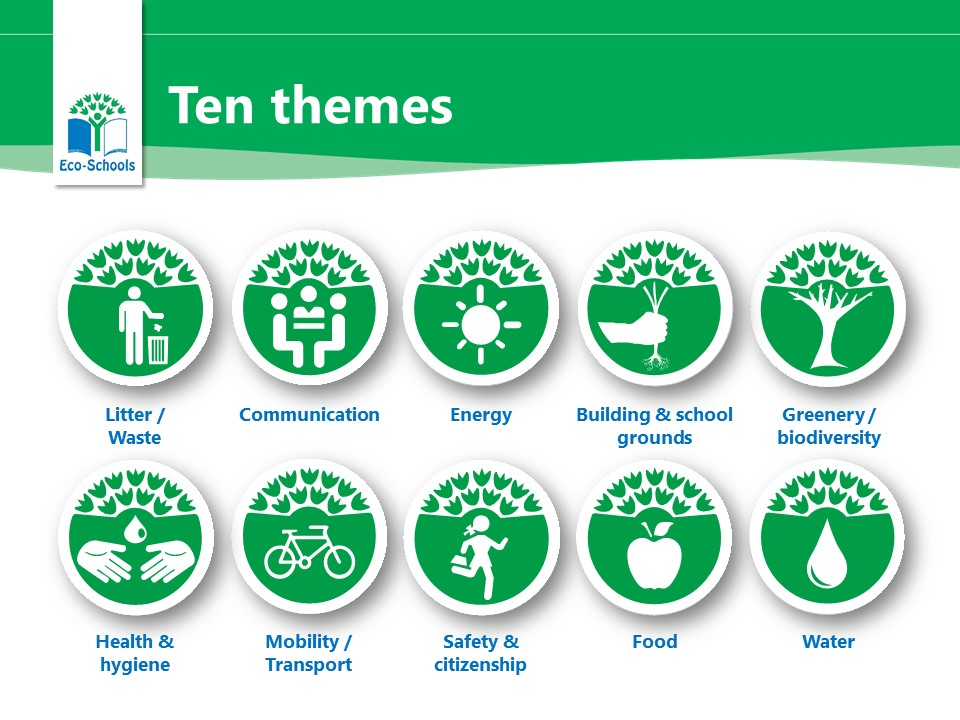 Eco-Schools
Ten themes
Litter /
Waste
Communication
Energy
Building & school
grounds
Greenery /
biodiversity
Health &
hygiene
Mobility /
Transport
Safety &
citizenship
Food
Water